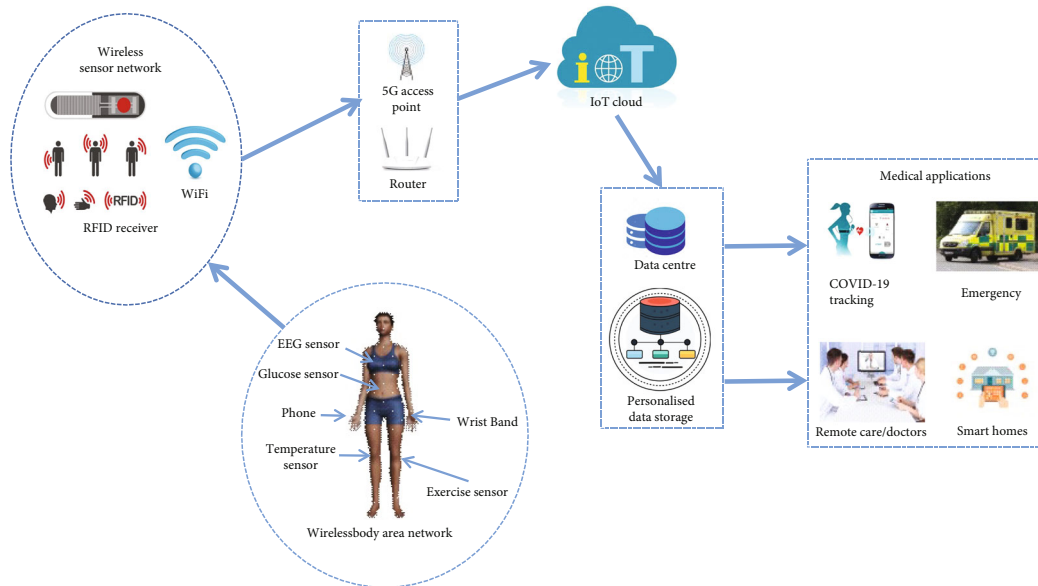 Wireless
sensor network
WiFi
RFID
RFID receiver
5G access
point
Router
i T
IoT cloud
Data centre
Personalised
data storage
Medical applications
COVID-19
tracking
Emergency
Remote care/doctors
Smart homes
EEG sensor
Glucose sensor
Phone
Wrist Band
Temperature
sensor
Exercise sensor
Wirelessbody area network